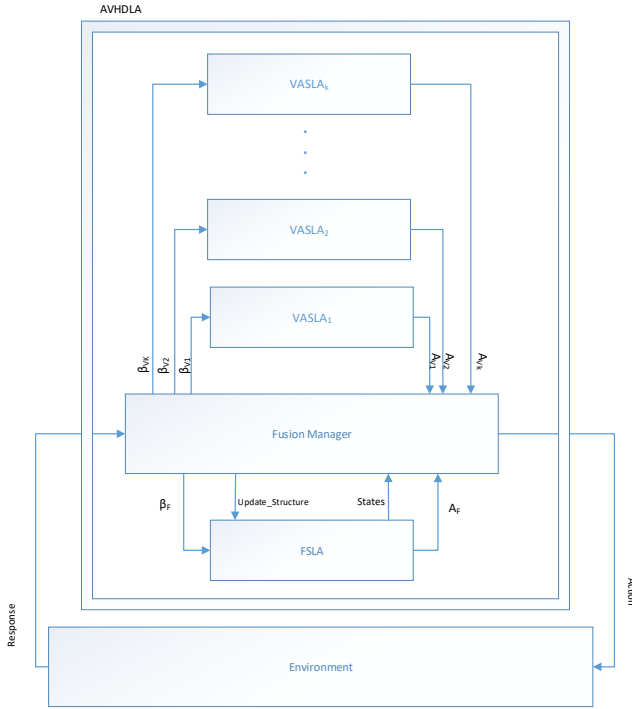 AVHDLA
VASLAₖ
VASLA₂
VASLA₁
βVK
βV2
βV1
AV1
AV2
AVk
Fusion Manager
βF
Update_Structure
States
AF
FSLA
Response
Action
Environment